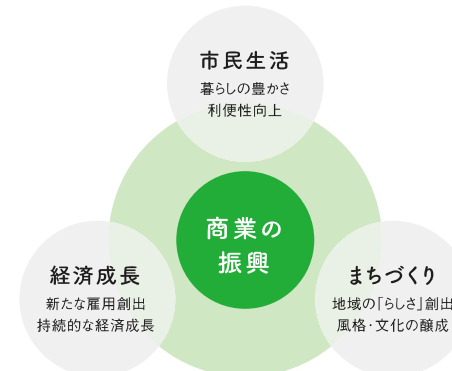 市民生活
暮らしの豊かさ
利便性向上
商業の
振興
経済成長
新たな雇用創出
持続的な経済成長
まちづくり
地域の「らしさ」創出
風格・文化の醸成